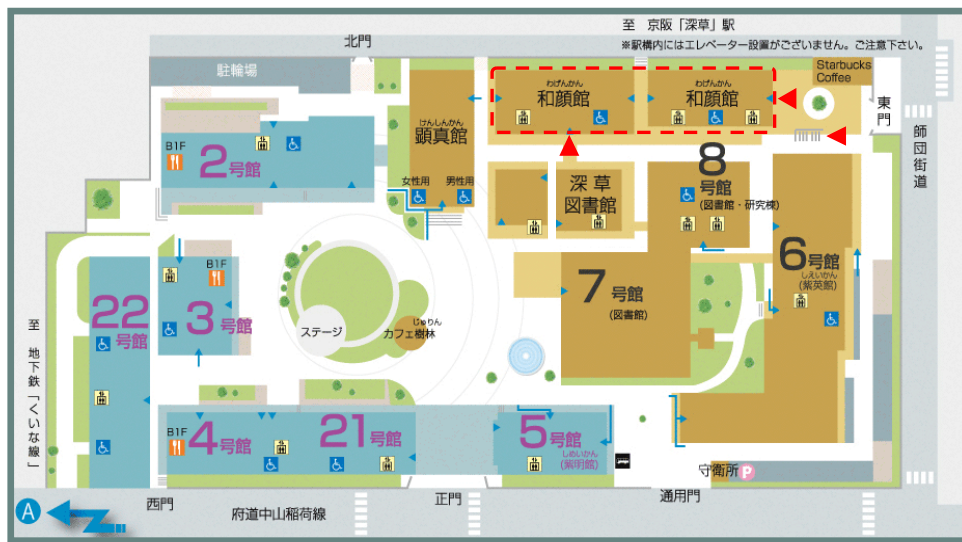 至 京阪「深草」駅
※駅構内にはエレベーター設置がございません。ご注意下さい。
北門
駐輪場
Starbucks
Coffee
わげんかん
和顔館
わげんかん
和顔館
東門
師団街道
けんしんかん
顕真館
女性用
男性用
B1F
2号館
深草
図書館
8
号館
(図書館・研究棟)
6号館
しえいかん
(紫英館)
B1F
3号館
22
号館
7号館
(図書館)
ステージ
じゅりん
カフェ樹林
至 地下鉄「くいな線」
B1F
4号館
21号館
5号館
しめいかん
(紫明館)
守衛所
P
A
西門
府道中山稲荷線
正門
通用門